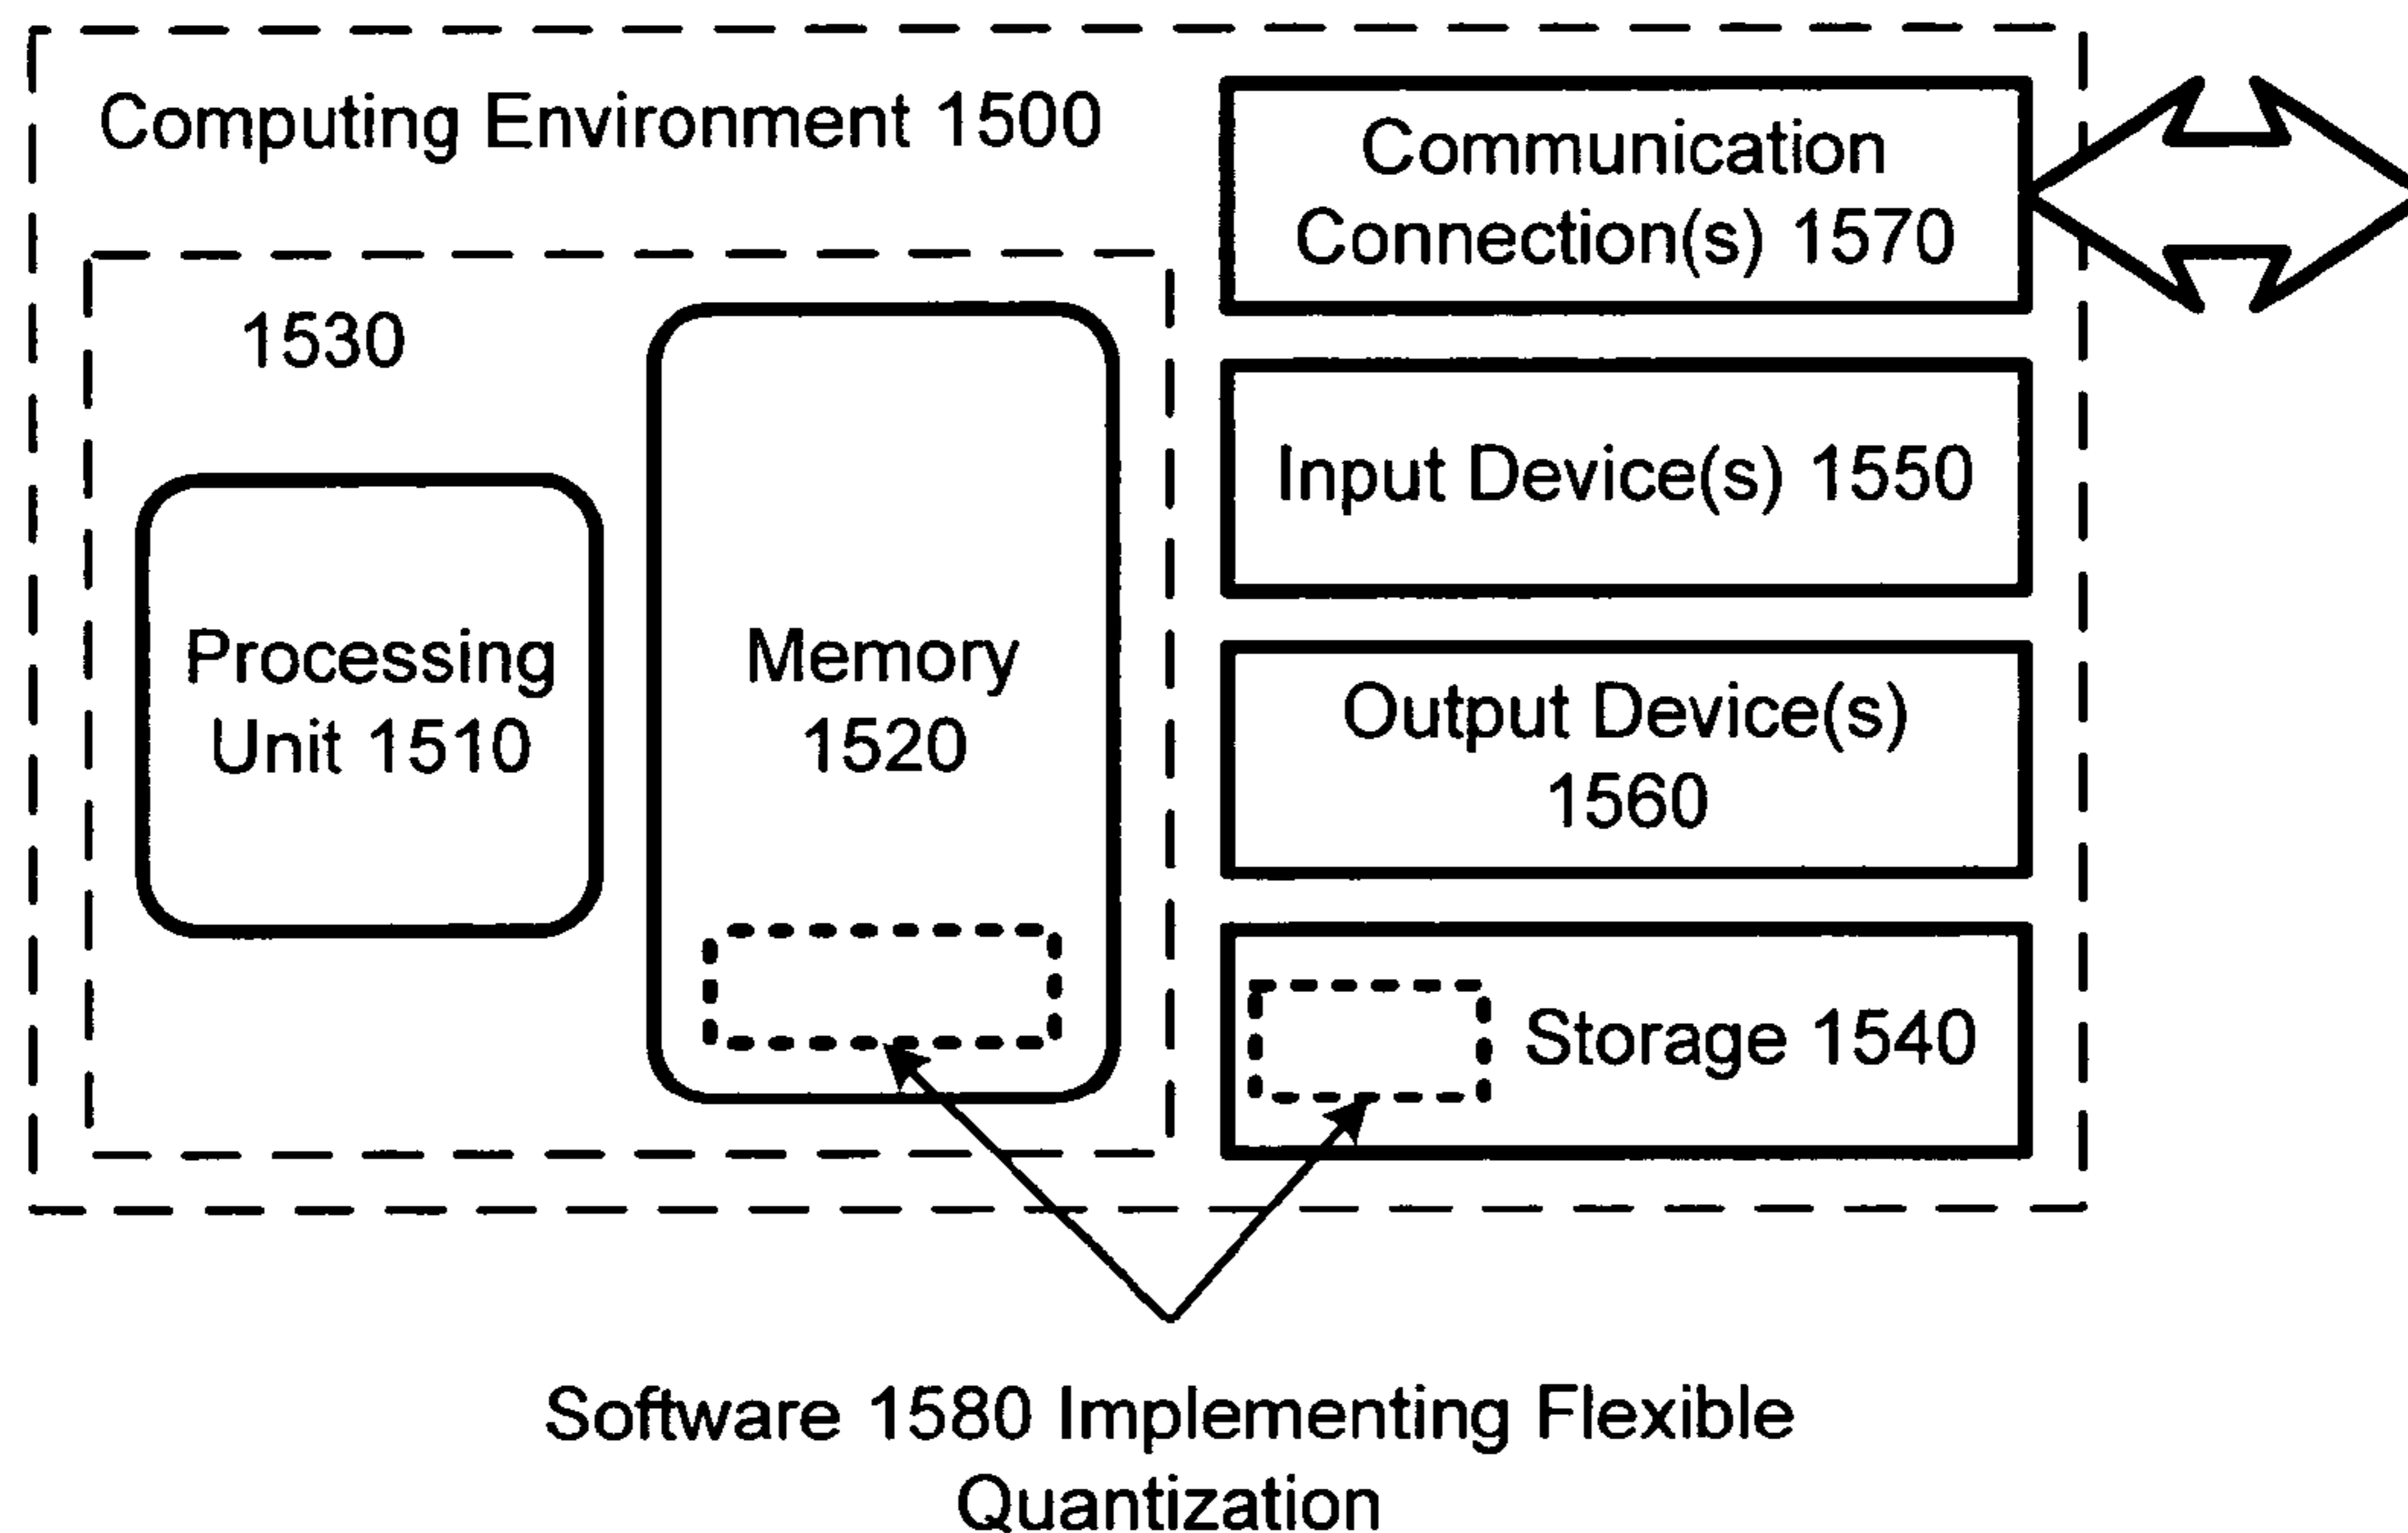 Computing Environment 1500
Communication
Connection(s) 1570
1530
Input Device(s) 1550
Processing
Unit 1510
Memory
1520
Output Device(s)
1560
Storage 1540
Software 1580 Implementing Flexible
Quantization